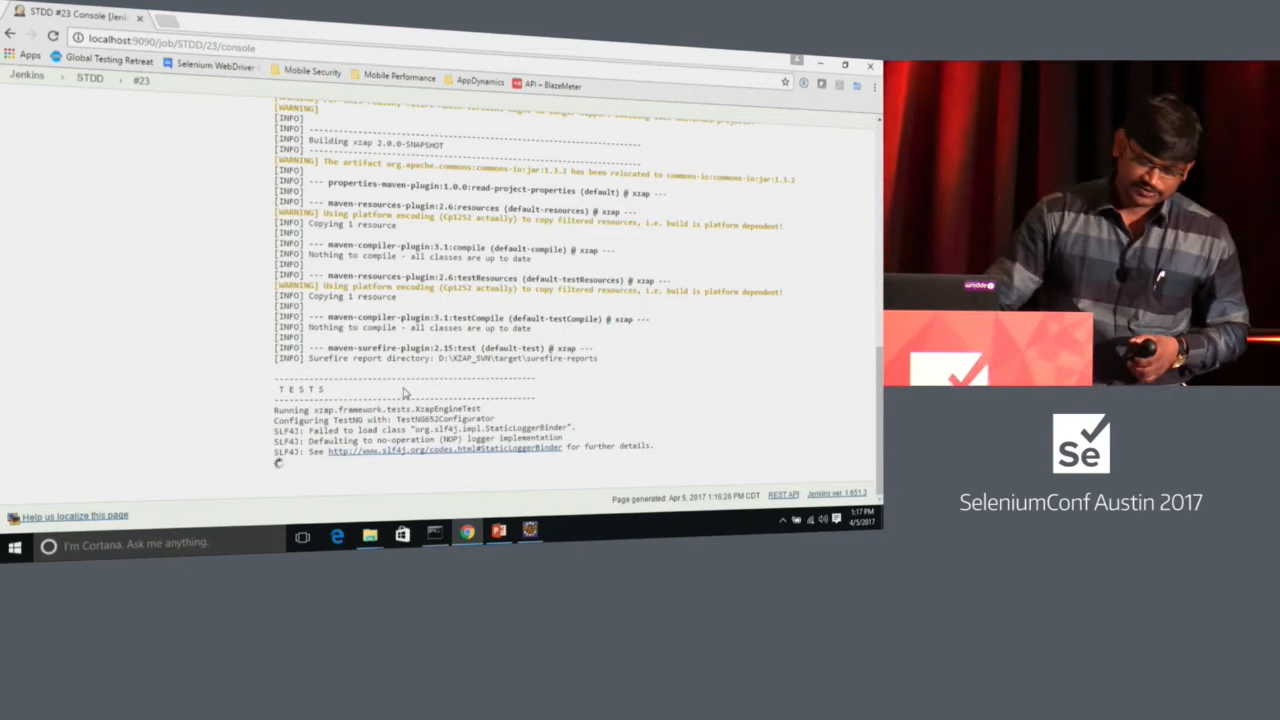 STDD #23 Console [Jen
localhost:9090/job/STDD/23/console
Apps Global Testing Retreat Selenium WebDriver Mobile Security Mobile Performance AppDynamics API – BlazeMeter
Jenkins STDD #23
[WARNING]
[INFO]
[INFO] ------------------------------------------------------------------------
[INFO] Building xzap 2.0.0-SNAPSHOT
[INFO] ------------------------------------------------------------------------
[WARNING] The artifact org.apache.commons:commons-io:jar:1.3.2 has been relocated to commons-io:commons-io:jar:1.3.2
[INFO]
[INFO] --- properties-maven-plugin:1.0.0:read-project-properties (default) @ xzap ---
[INFO]
[INFO] --- maven-resources-plugin:2.6:resources (default-resources) @ xzap ---
[WARNING] Using platform encoding (Cp1252 actually) to copy filtered resources, i.e. build is platform dependent!
[INFO] Copying 1 resource
[INFO]
[INFO] --- maven-compiler-plugin:3.1:compile (default-compile) @ xzap ---
[INFO] Nothing to compile - all classes are up to date
[INFO]
[INFO] --- maven-resources-plugin:2.6:testResources (default-testResources) @ xzap ---
[WARNING] Using platform encoding (Cp1252 actually) to copy filtered resources, i.e. build is platform dependent!
[INFO] Copying 1 resource
[INFO]
[INFO] --- maven-compiler-plugin:3.1:testCompile (default-testCompile) @ xzap ---
[INFO] Nothing to compile - all classes are up to date
[INFO]
[INFO] --- maven-surefire-plugin:2.15:test (default-test) @ xzap ---
[INFO] Surefire report directory: D:\XZAP_SVN\target\surefire-reports
-------------------------------------------------------
T E S T S
-------------------------------------------------------
Running xzap.framework.tests.XzapEngineTest
Configuring TestNG with: TestNG652Configurator
SLF4J: Failed to load class "org.slf4j.impl.StaticLoggerBinder".
SLF4J: Defaulting to no-operation (NOP) logger implementation
SLF4J: See http://www.slf4j.org/codes.html#StaticLoggerBinder for further details.
Page generated: Apr 5, 2017 1:16:26 PM CDT REST API Jenkins ver. 1.651.3
Help us localize this page
I'm Cortana. Ask me anything.
1:17 PM
4/5/2017
Se
SeleniumConf Austin 2017